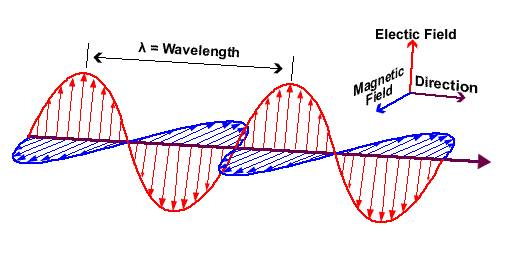 Electic Field
λ = Wavelength
Magnetic
Field
Direction